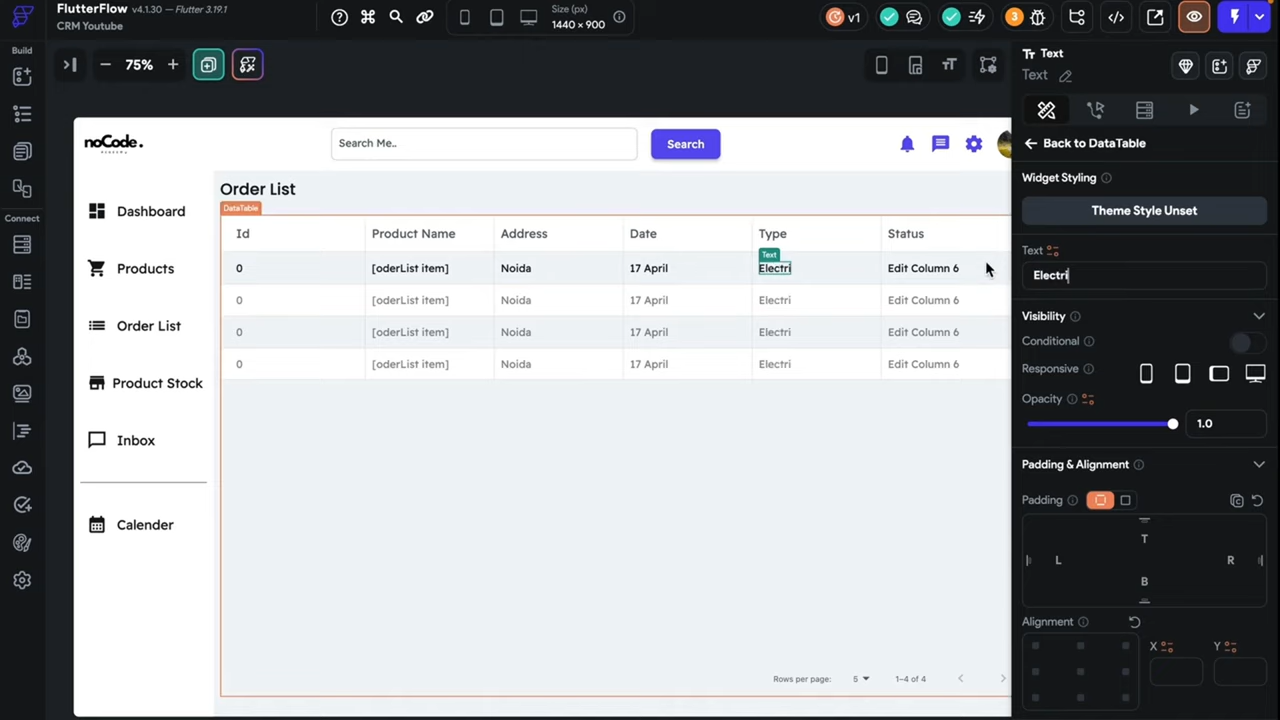 FlutterFlow v4.1.30 - Flutter 3.19.1
CRM Youtube
Size (px)
1440 × 900
v1
3
Build
Connect
75%
noCode.
Search Me..
Search
Dashboard
Products
Order List
Product Stock
Inbox
Calender
Order List
DataTable
Id Product Name Address Date Type Status
Text
0 [oderList item] Noida 17 April Electri Edit Column 6
0 [oderList item] Noida 17 April Electri Edit Column 6
0 [oderList item] Noida 17 April Electri Edit Column 6
0 [oderList item] Noida 17 April Electri Edit Column 6
Rows per page: 5 1–4 of 4
Tt Text
Text
Back to DataTable
Widget Styling
Theme Style Unset
Text
Electri
Visibility
Conditional
Responsive
Opacity
1.0
Padding & Alignment
Padding
T
L R
B
Alignment
X Y